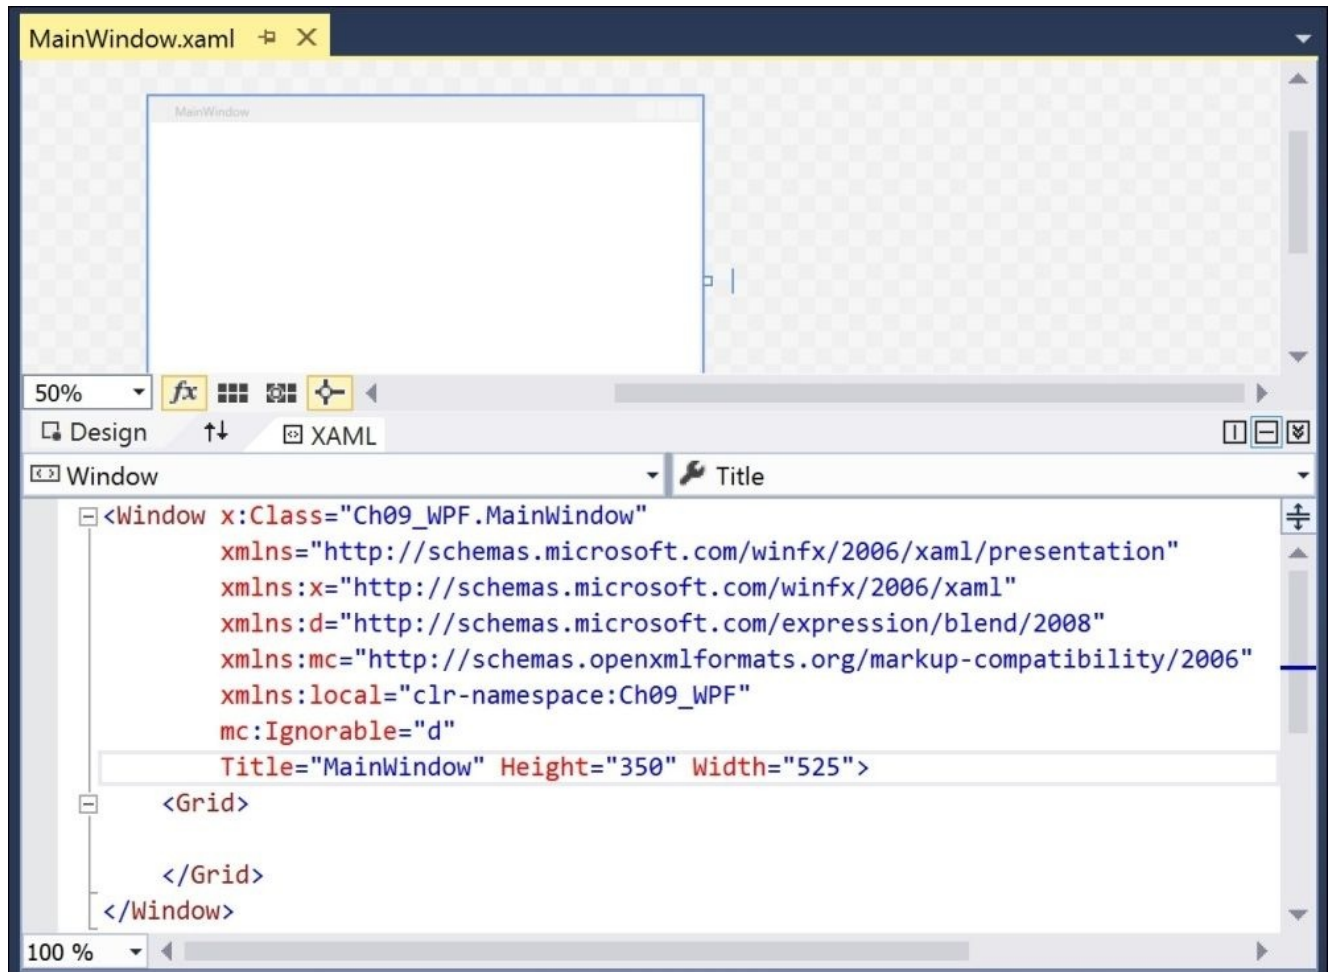 MainWindow.xaml
MainWindow
50%
fx
Design XAML
Window Title
<Window x:Class="Ch09_WPF.MainWindow"
xmlns="http://schemas.microsoft.com/winfx/2006/xaml/presentation"
xmlns:x="http://schemas.microsoft.com/winfx/2006/xaml"
xmlns:d="http://schemas.microsoft.com/expression/blend/2008"
xmlns:mc="http://schemas.openxmlformats.org/markup-compatibility/2006"
xmlns:local="clr-namespace:Ch09_WPF"
mc:Ignorable="d"
Title="MainWindow" Height="350" Width="525">
<Grid>
</Grid>
</Window>
100 %